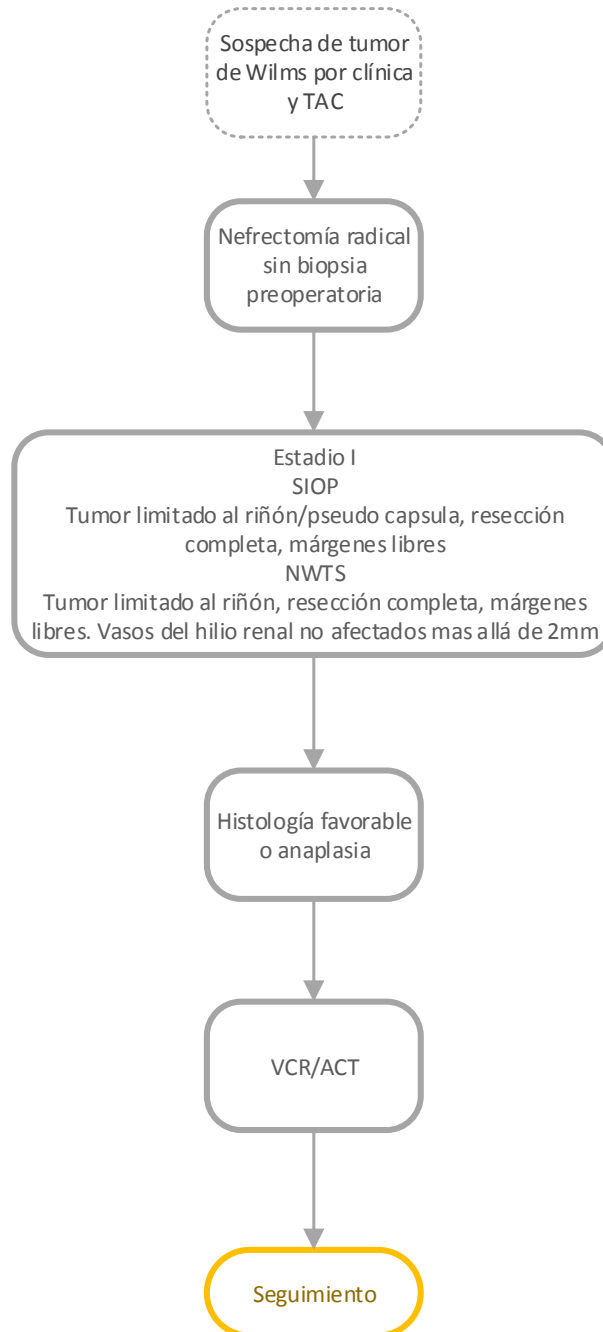 Sospecha de tumor
de Wilms por clínica
y TAC
Nefrectomía radical
sin biopsia
preoperatoria
Estadio I
SIOP
Tumor limitado al riñón/pseudo capsula, resección
completa, márgenes libres
NWTS
Tumor limitado al riñón, resección completa, márgenes
libres. Vasos del hilio renal no afectados mas allá de 2mm
Histología favorable
o anaplasia
VCR/ACT
Seguimiento